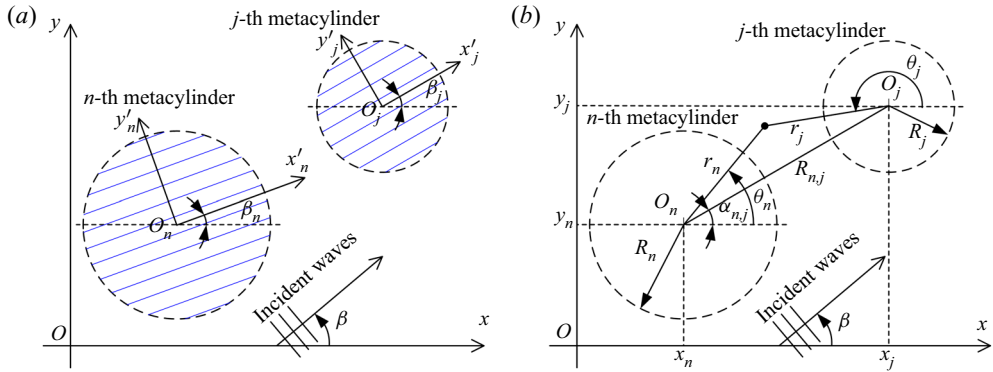 (a)
y
j-th metacylinder
y′j
x′j
βj
Oj
n-th metacylinder
y′n
x′n
βn
On
Incident waves
β
O
x
(b)
y
j-th metacylinder
θj
yj
Oj
n-th metacylinder
rj
Rj
rn
Rn,j
On
αn,j
θn
yn
Rn
Incident waves
β
O
x
xn
xj